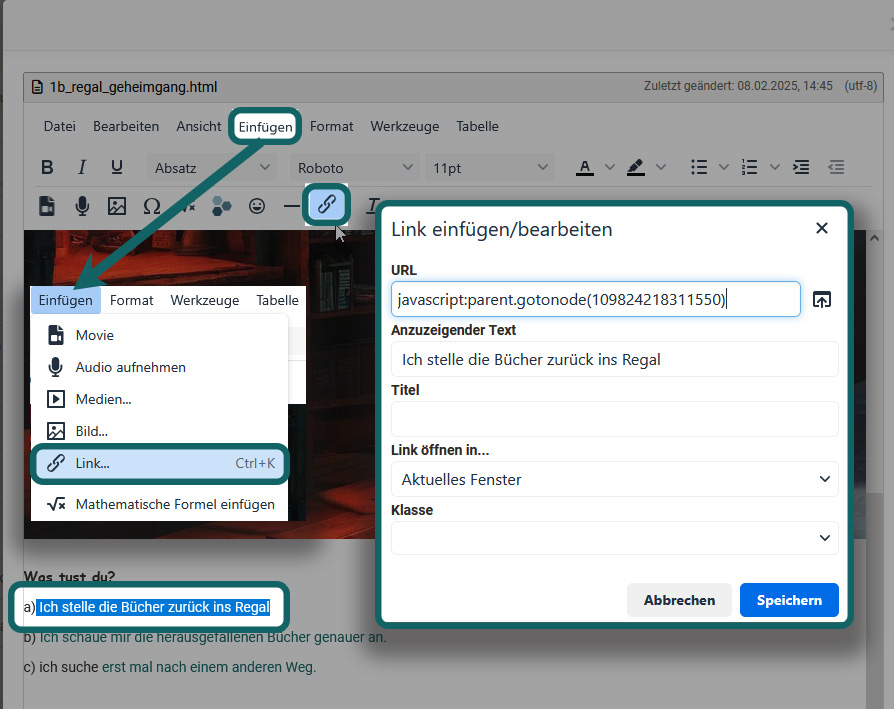 1b_regal_geheimgang.html
Zuletzt geändert: 08.02.2025, 14:45 (utf-8)
Datei Bearbeiten Ansicht Einfügen Format Werkzeuge Tabelle
B I U Absatz Roboto 11pt A
Link einfügen/bearbeiten
URL
javascript:parent.gotonode(109824218311550)
Anzuzeigender Text
Ich stelle die Bücher zurück ins Regal
Titel
Link öffnen in...
Aktuelles Fenster
Klasse
Abbrechen Speichern
Einfügen Format Werkzeuge Tabelle
Movie
Audio aufnehmen
Medien...
Bild...
Link... Ctrl+K
Mathematische Formel einfügen
Was tust du?
a) Ich stelle die Bücher zurück ins Regal
b) Ich schaue mir die herausgefallenen Bücher genauer an.
c) ich suche erst mal nach einem anderen Weg.